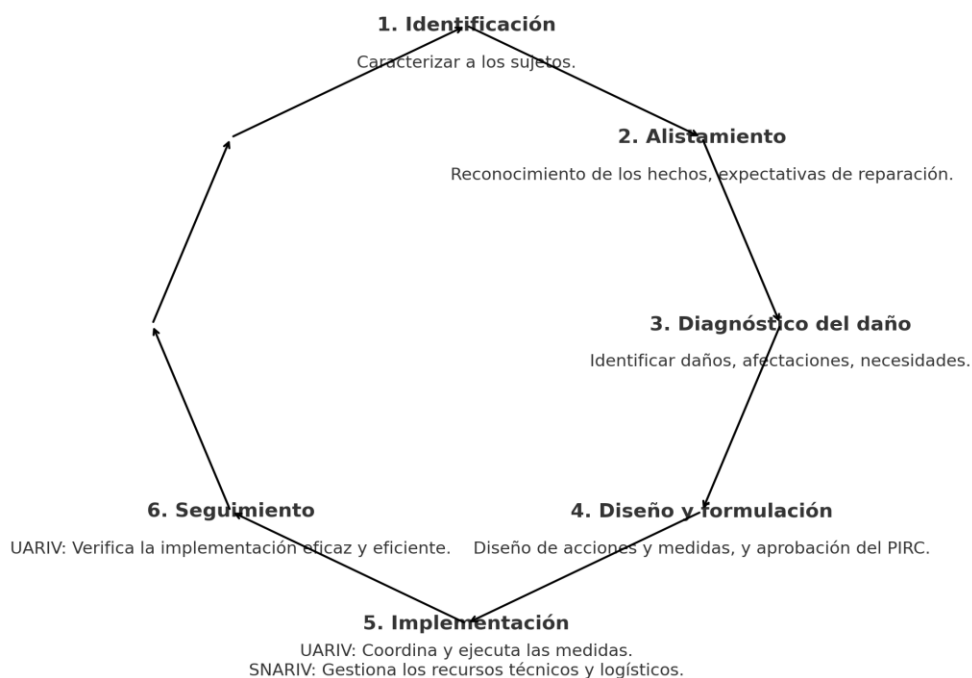 1. Identificación
Caracterizar a los sujetos.
2. Alistamiento
Reconocimiento de los hechos, expectativas de reparación.
3. Diagnóstico del daño
Identificar daños, afectaciones, necesidades.
4. Diseño y formulación
Diseño de acciones y medidas, y aprobación del PIRC.
5. Implementación
UARIV: Coordina y ejecuta las medidas.
SNARIV: Gestiona los recursos técnicos y logísticos.
6. Seguimiento
UARIV: Verifica la implementación eficaz y eficiente.